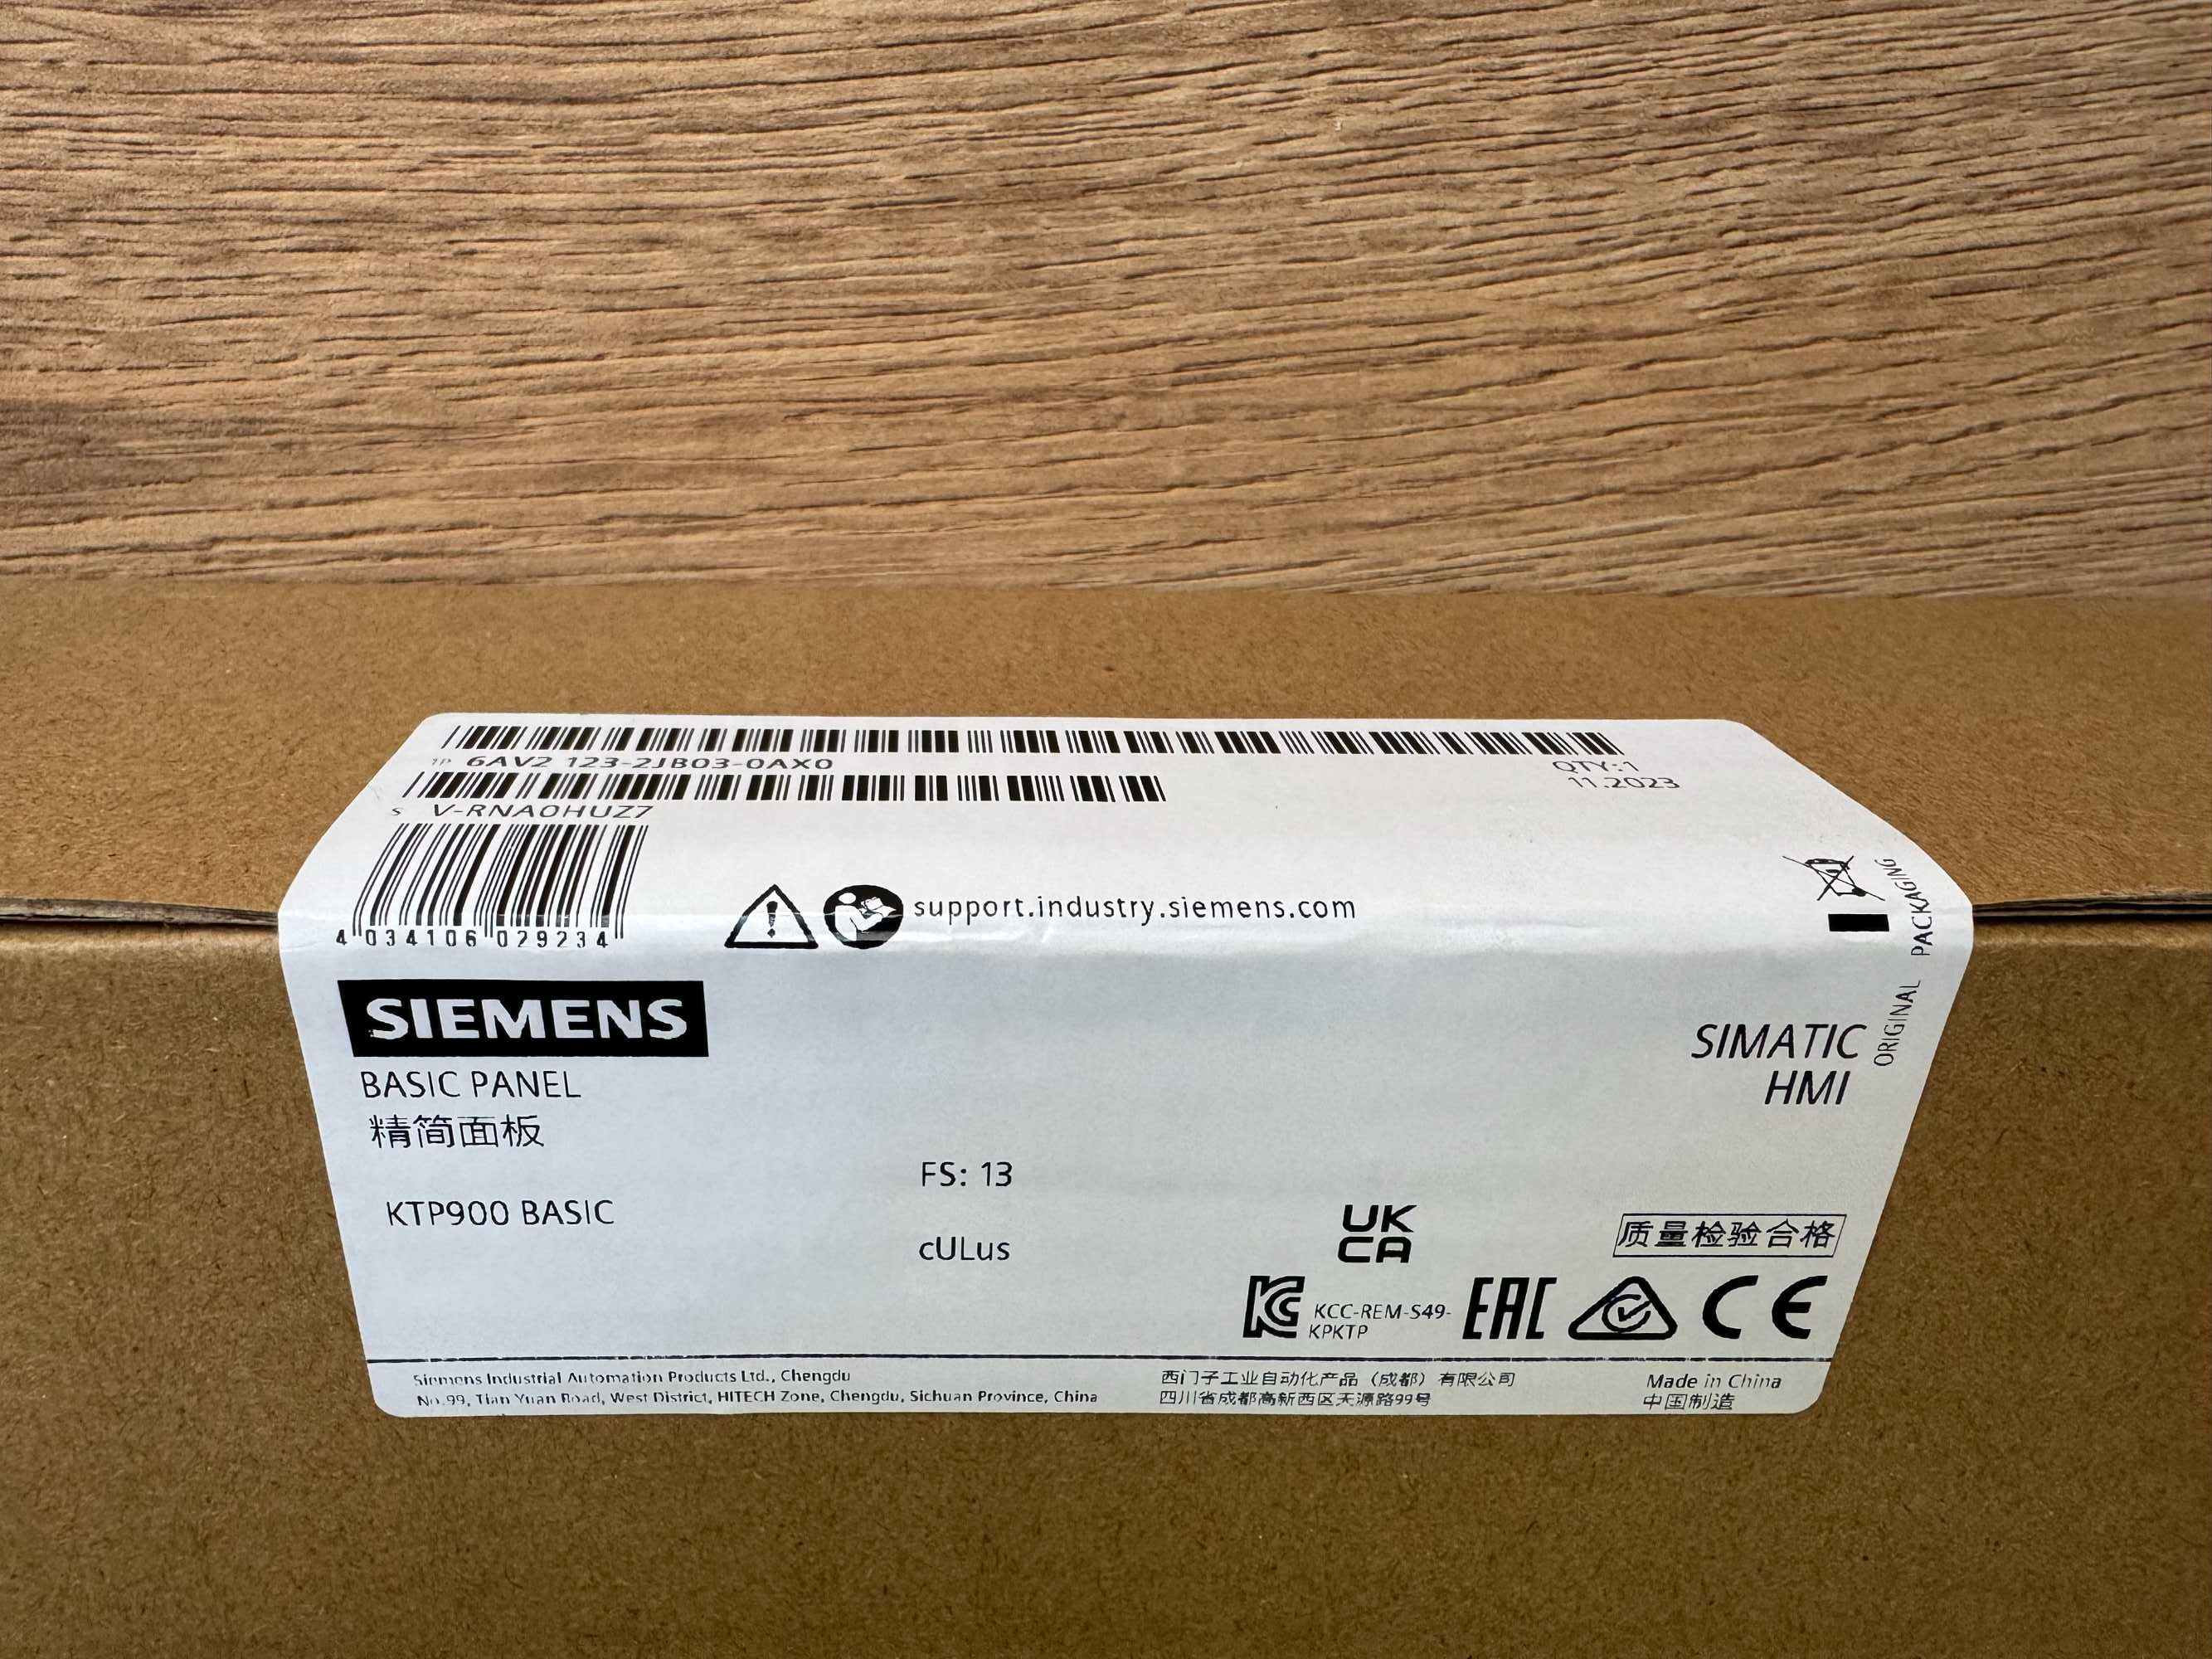 1P 6AV2 123-2JB03-0AX0
QTY:1
11.2023
S V-RNA0HUZ7
4 034106 029234
support.industry.siemens.com
ORIGINAL PACKAGING
SIEMENS
SIMATIC
HMI
BASIC PANEL
精简面板
FS: 13
KTP900 BASIC
cULus
UK
CA
质量检验合格
KCC-REM-S49-
KPKTP
EAC
CE
Siemens Industrial Automation Products Ltd., Chengdu
No.99, Tian Yuan Road, West District, HITECH Zone, Chengdu, Sichuan Province, China
西门子工业自动化产品（成都）有限公司
四川省成都高新西区天源路99号
Made in China
中国制造